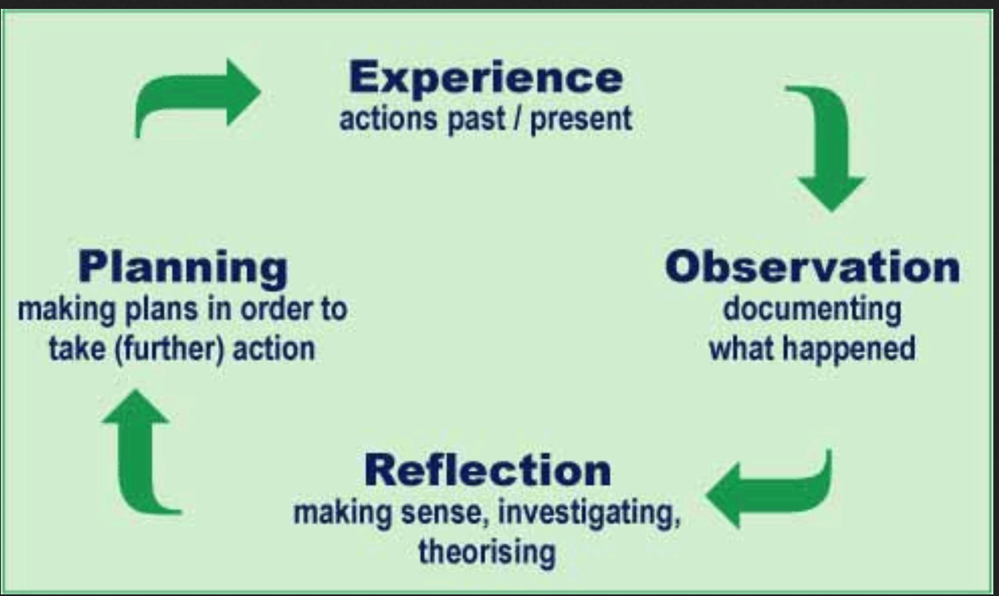 Experience
actions past / present
Planning
making plans in order to
take (further) action
Observation
documenting
what happened
Reflection
making sense, investigating,
theorising